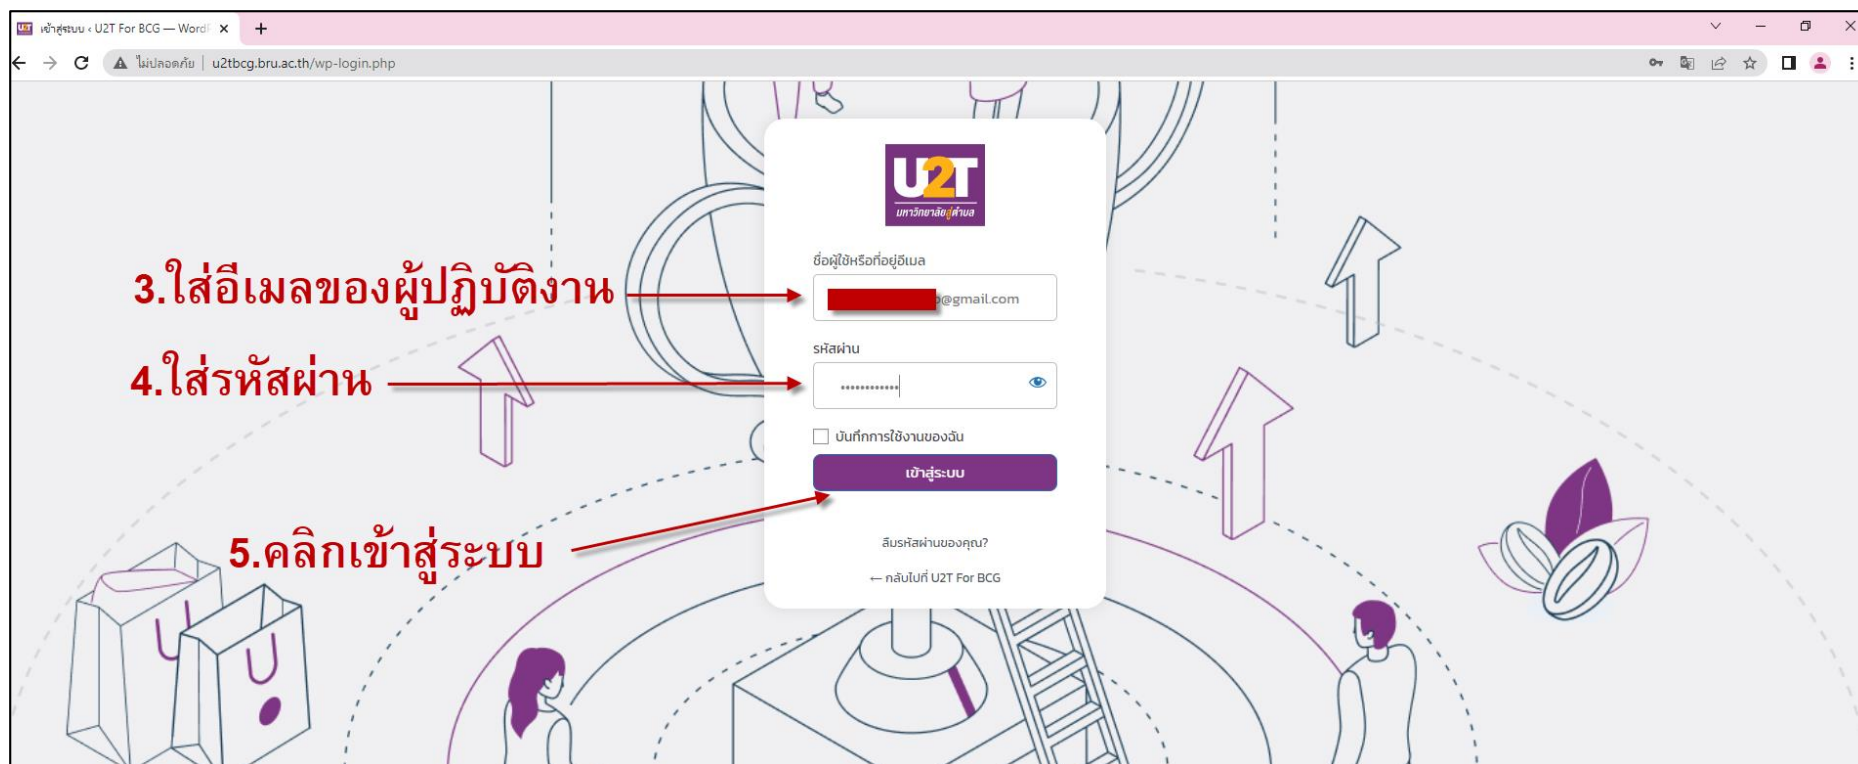 เข้าสู่ระบบ ‹ U2T For BCG — Word
ไม่ปลอดภัย | u2tbcg.bru.ac.th/wp-login.php
U2T
มหาวิทยาลัยสู่ตำบล
ชื่อผู้ใช้หรือที่อยู่อีเมล
3.ใส่อีเมลของผู้ปฏิบัติงาน
@gmail.com
รหัสผ่าน
4.ใส่รหัสผ่าน
บันทึกการใช้งานของฉัน
เข้าสู่ระบบ
5.คลิกเข้าสู่ระบบ
ลืมรหัสผ่านของคุณ?
← กลับไปที่ U2T For BCG